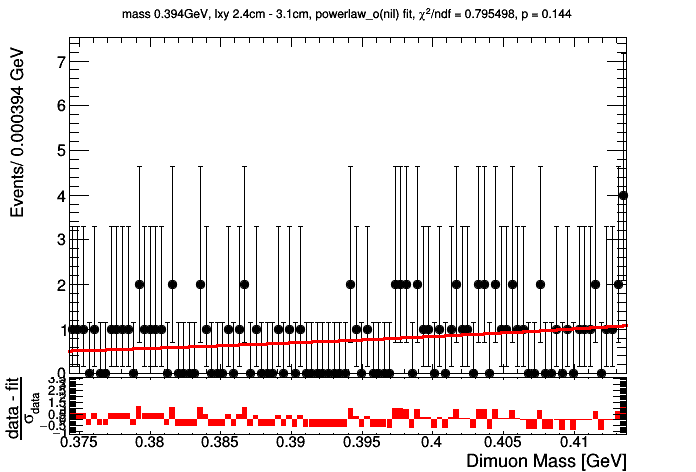 mass 0.394GeV, lxy 2.4cm - 3.1cm, powerlaw_o(nil) fit, χ²/ndf = 0.795498, p = 0.144
Events/ 0.000394 GeV
7
6
5
4
3
2
1
0
data - fit
σdata
0.375 0.38 0.385 0.39 0.395 0.4 0.405 0.41
Dimuon Mass [GeV]